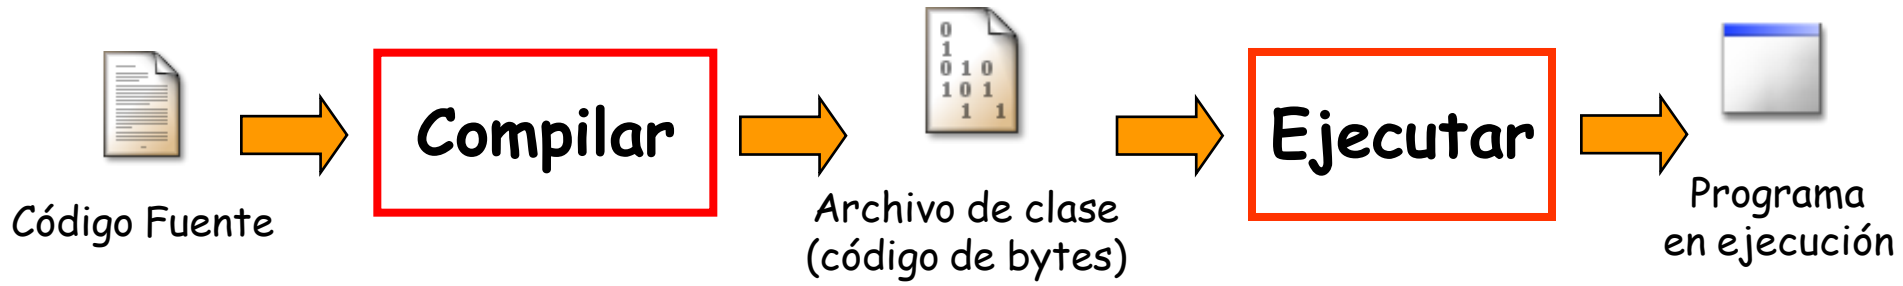 Código Fuente
Compilar
0
1
0 1 0
1 0 1
1 1
Archivo de clase
(código de bytes)
Ejecutar
Programa
en ejecución